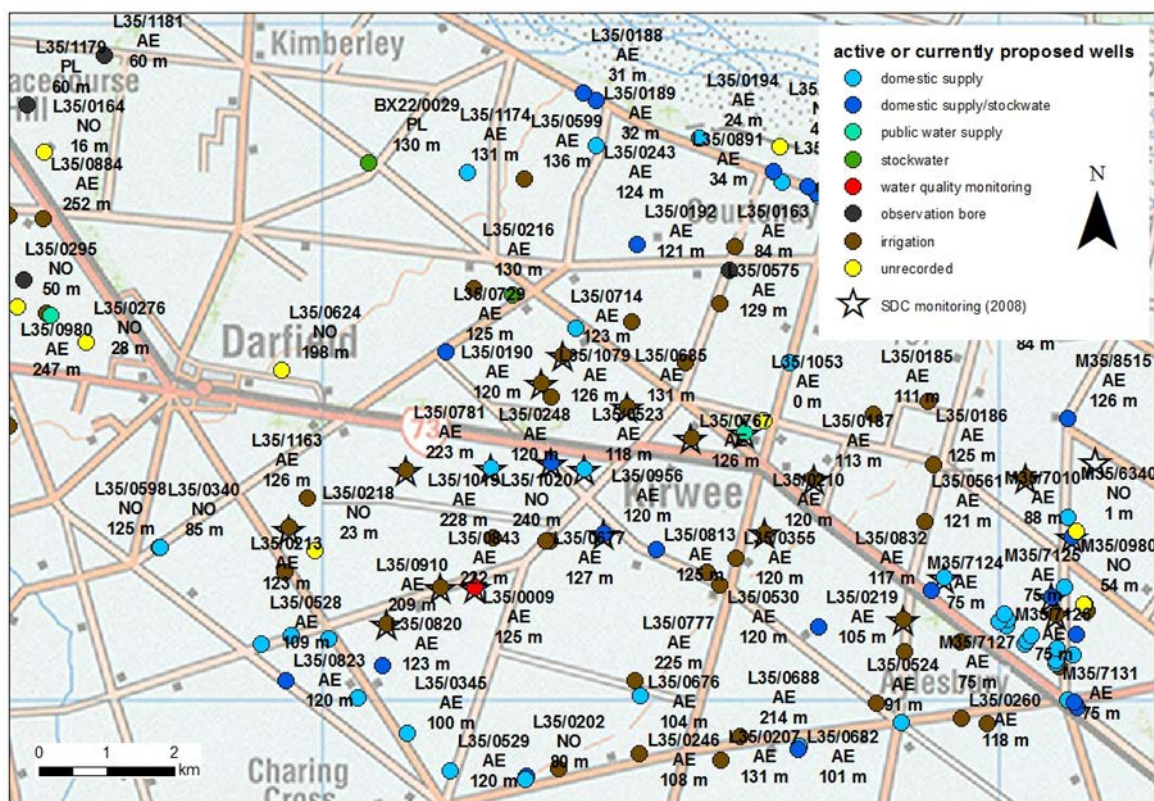 L35/1181
AE
60 m
L35/1179
PL
60 m
Kimberley
L35/0188
AE
31 m
L35/0164
NO
16 m
L35/0884
AE
252 m
BX22/0029
PL
130 m
L35/1174
AE
131 m
L35/0599
AE
136 m
L35/0189
AE
32 m
L35/0243
AE
124 m
L35/0194
AE
24 m
L35/0891
AE
34 m
Courtenay
L35/0192
AE
121 m
L35/0163
AE
84 m
active or currently proposed wells
domestic supply
domestic supply/stockwate
public water supply
stockwater
water quality monitoring
observation bore
irrigation
unrecorded
SDC monitoring (2008)
N
L35/0295
NO
50 m
L35/0216
AE
130 m
L35/0575
AE
129 m
L35/0980
AE
247 m
L35/0276
NO
28 m
Darfield
L35/0624
NO
198 m
L35/0729
AE
125 m
L35/0714
AE
123 m
L35/0190
AE
120 m
L35/1079
AE
126 m
L35/0685
AE
131 m
L35/1053
AE
0 m
L35/0185
AE
111 m
84 m
M35/8515
AE
126 m
73
L35/0781
AE
223 m
L35/0248
AE
120 m
L35/0523
AE
118 m
L35/0767
AE
126 m
L35/0187
AE
113 m
L35/0186
AE
125 m
L35/1163
AE
126 m
L35/0598
NO
125 m
L35/0340
NO
85 m
L35/0218
NO
23 m
L35/1019
AE
228 m
L35/1020
NO
240 m
L35/0956
AE
120 m
Kirwee
L35/0210
AE
120 m
L35/0561
AE
121 m
M35/7010
AE
88 m
M35/6340
NO
1 m
L35/0213
AE
123 m
L35/0910
AE
209 m
L35/0843
AE
222 m
L35/0677
AE
127 m
L35/0813
AE
125 m
L35/0355
AE
120 m
L35/0832
AE
117 m
M35/7124
AE
75 m
M35/7125
AE
75 m
M35/0980
NO
54 m
L35/0528
AE
109 m
L35/0820
AE
123 m
L35/0009
AE
125 m
L35/0530
AE
120 m
L35/0219
AE
105 m
M35/7126
AE
75 m
L35/0823
AE
120 m
L35/0777
AE
225 m
M35/7127
AE
75 m
L35/0345
AE
100 m
L35/0676
AE
104 m
L35/0688
AE
214 m
L35/0524
AE
91 m
Aylesbury
M35/7131
AE
75 m
L35/0260
AE
118 m
L35/0529
AE
120 m
L35/0202
NO
80 m
L35/0246
AE
108 m
L35/0207
AE
131 m
L35/0682
AE
101 m
0 1 2
km
Charing
Cross